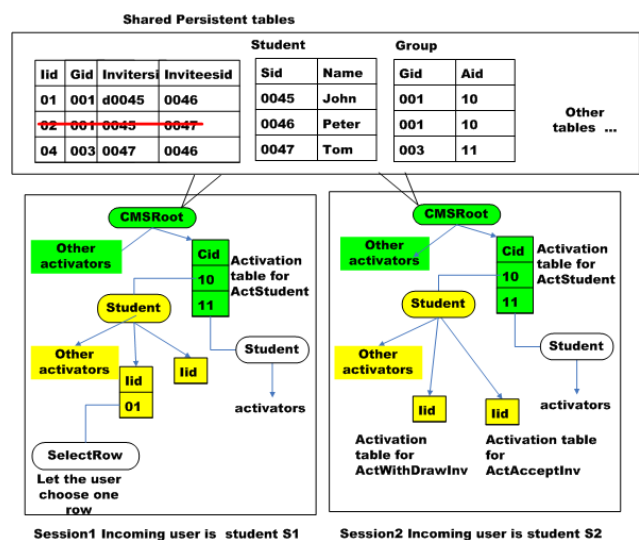 Shared Persistent tables
Student
Group
Iid Gid Invitersi Inviteesid
01 001 d0045 0046
02 001 0045 0047
04 003 0047 0046
Sid Name
0045 John
0046 Peter
0047 Tom
Gid Aid
001 10
001 10
003 11
Other
tables ...
CMSRoot
Other
activators
Cid
10
11
Activation
table for
ActStudent
Student
Other
activators
Iid
01
Iid
Student
activators
SelectRow
Let the user
choose one
row
Session1 Incoming user is student S1
CMSRoot
Other
activators
Cid
10
11
Activation
table for
ActStudent
Student
Other
activators
Iid
Iid
Student
activators
Activation
table for
ActWithDrawInv
Activation table
for
ActAcceptInv
Session2 Incoming user is student S2